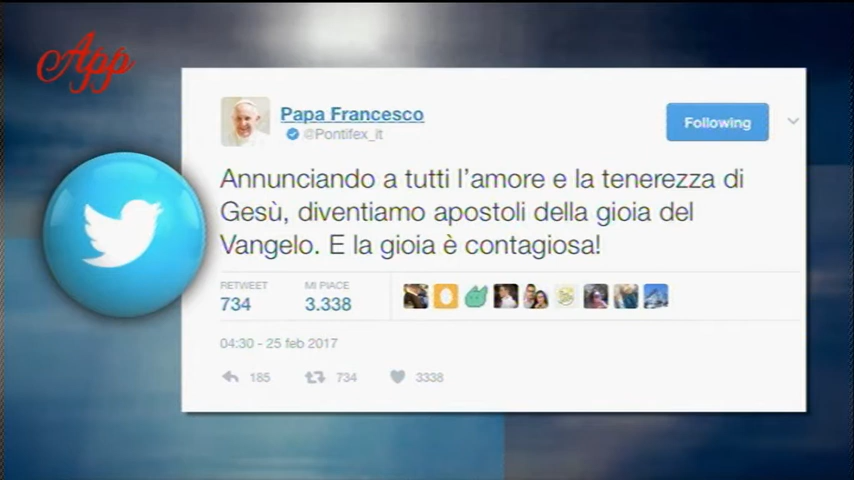 App
Papa Francesco
@Pontifex_it
Following
Annunciando a tutti l'amore e la tenerezza di
Gesù, diventiamo apostoli della gioia del
Vangelo. E la gioia è contagiosa!
RETWEET MI PIACE
734 3.338
04:30 - 25 feb 2017
185 734 3338